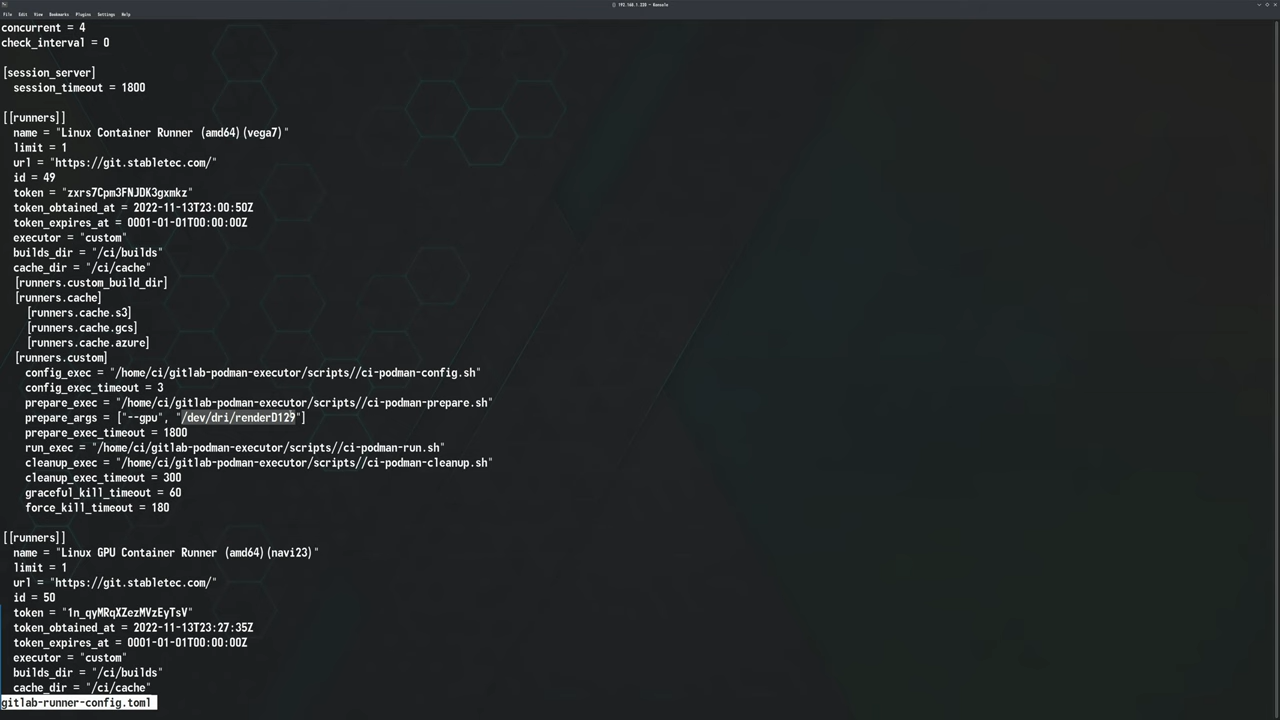 192.168.1.220 — Konsole
File Edit View Bookmarks Plugins Settings Help
concurrent = 4
check_interval = 0
[session_server]
session_timeout = 1800
[[runners]]
name = "Linux Container Runner (amd64)(vega7)"
limit = 1
url = "https://git.stabletec.com/"
id = 49
token = "zxrs7Cpm3FNJDK3gxmkz"
token_obtained_at = 2022-11-13T23:00:50Z
token_expires_at = 0001-01-01T00:00:00Z
executor = "custom"
builds_dir = "/ci/builds"
cache_dir = "/ci/cache"
[runners.custom_build_dir]
[runners.cache]
[runners.cache.s3]
[runners.cache.gcs]
[runners.cache.azure]
[runners.custom]
config_exec = "/home/ci/gitlab-podman-executor/scripts//ci-podman-config.sh"
config_exec_timeout = 3
prepare_exec = "/home/ci/gitlab-podman-executor/scripts//ci-podman-prepare.sh"
prepare_args = ["--gpu", "/dev/dri/renderD129"]
prepare_exec_timeout = 1800
run_exec = "/home/ci/gitlab-podman-executor/scripts//ci-podman-run.sh"
cleanup_exec = "/home/ci/gitlab-podman-executor/scripts//ci-podman-cleanup.sh"
cleanup_exec_timeout = 300
graceful_kill_timeout = 60
force_kill_timeout = 180
[[runners]]
name = "Linux GPU Container Runner (amd64)(navi23)"
limit = 1
url = "https://git.stabletec.com/"
id = 50
token = "1n_qyMRqXZezMVzEyTsV"
token_obtained_at = 2022-11-13T23:27:35Z
token_expires_at = 0001-01-01T00:00:00Z
executor = "custom"
builds_dir = "/ci/builds"
cache_dir = "/ci/cache"
gitlab-runner-config.toml